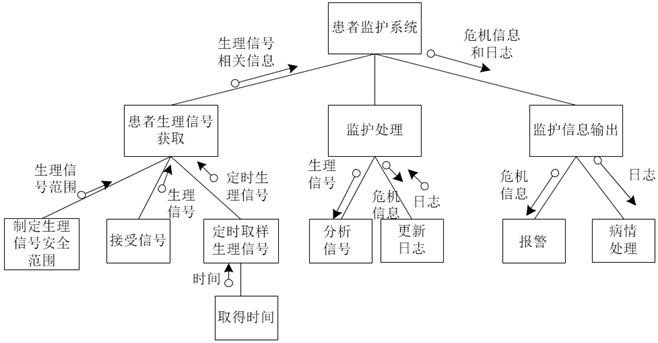 患者监护系统
生理信号
相关信息
危机信息
和日志
患者生理信号
获取
监护处理
监护信息输出
生理信
号范围
生理
信号
定时生
理信号
生理
信号
危机
信息
日志
危机
信息
日志
制定生理
信号安全
范围
接受信号
定时取样
生理信号
分析
信号
更新
日志
报警
病情
处理
时间
取得时间